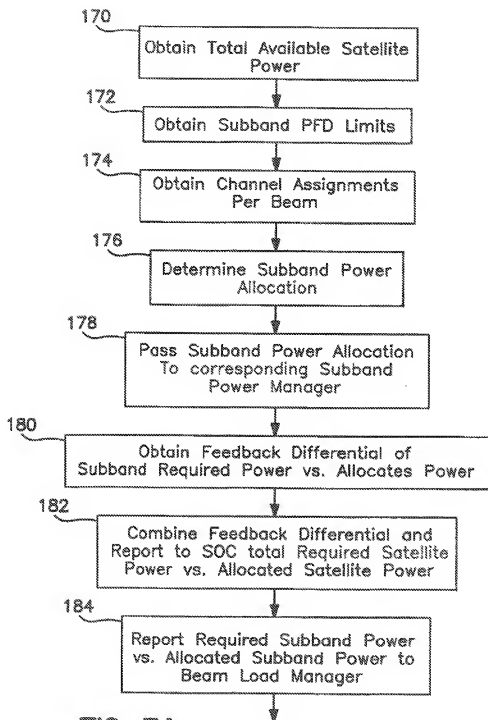 170
Obtain Total Available Satellite
Power
172
Obtain Subband PFD Limits
174
Obtain Channel Assignments
Per Beam
176
Determine Subband Power
Allocation
178
Pass Subband Power Allocation
To corresponding Subband
Power Manager
180
Obtain Feedback Differential of
Subband Required Power vs. Allocates Power
182
Combine Feedback Differential and
Report to SOC total Required Satellite
Power vs. Allocated Satellite Power
184
Report Required Subband Power
vs. Allocated Subband Power to
Beam Load Manager